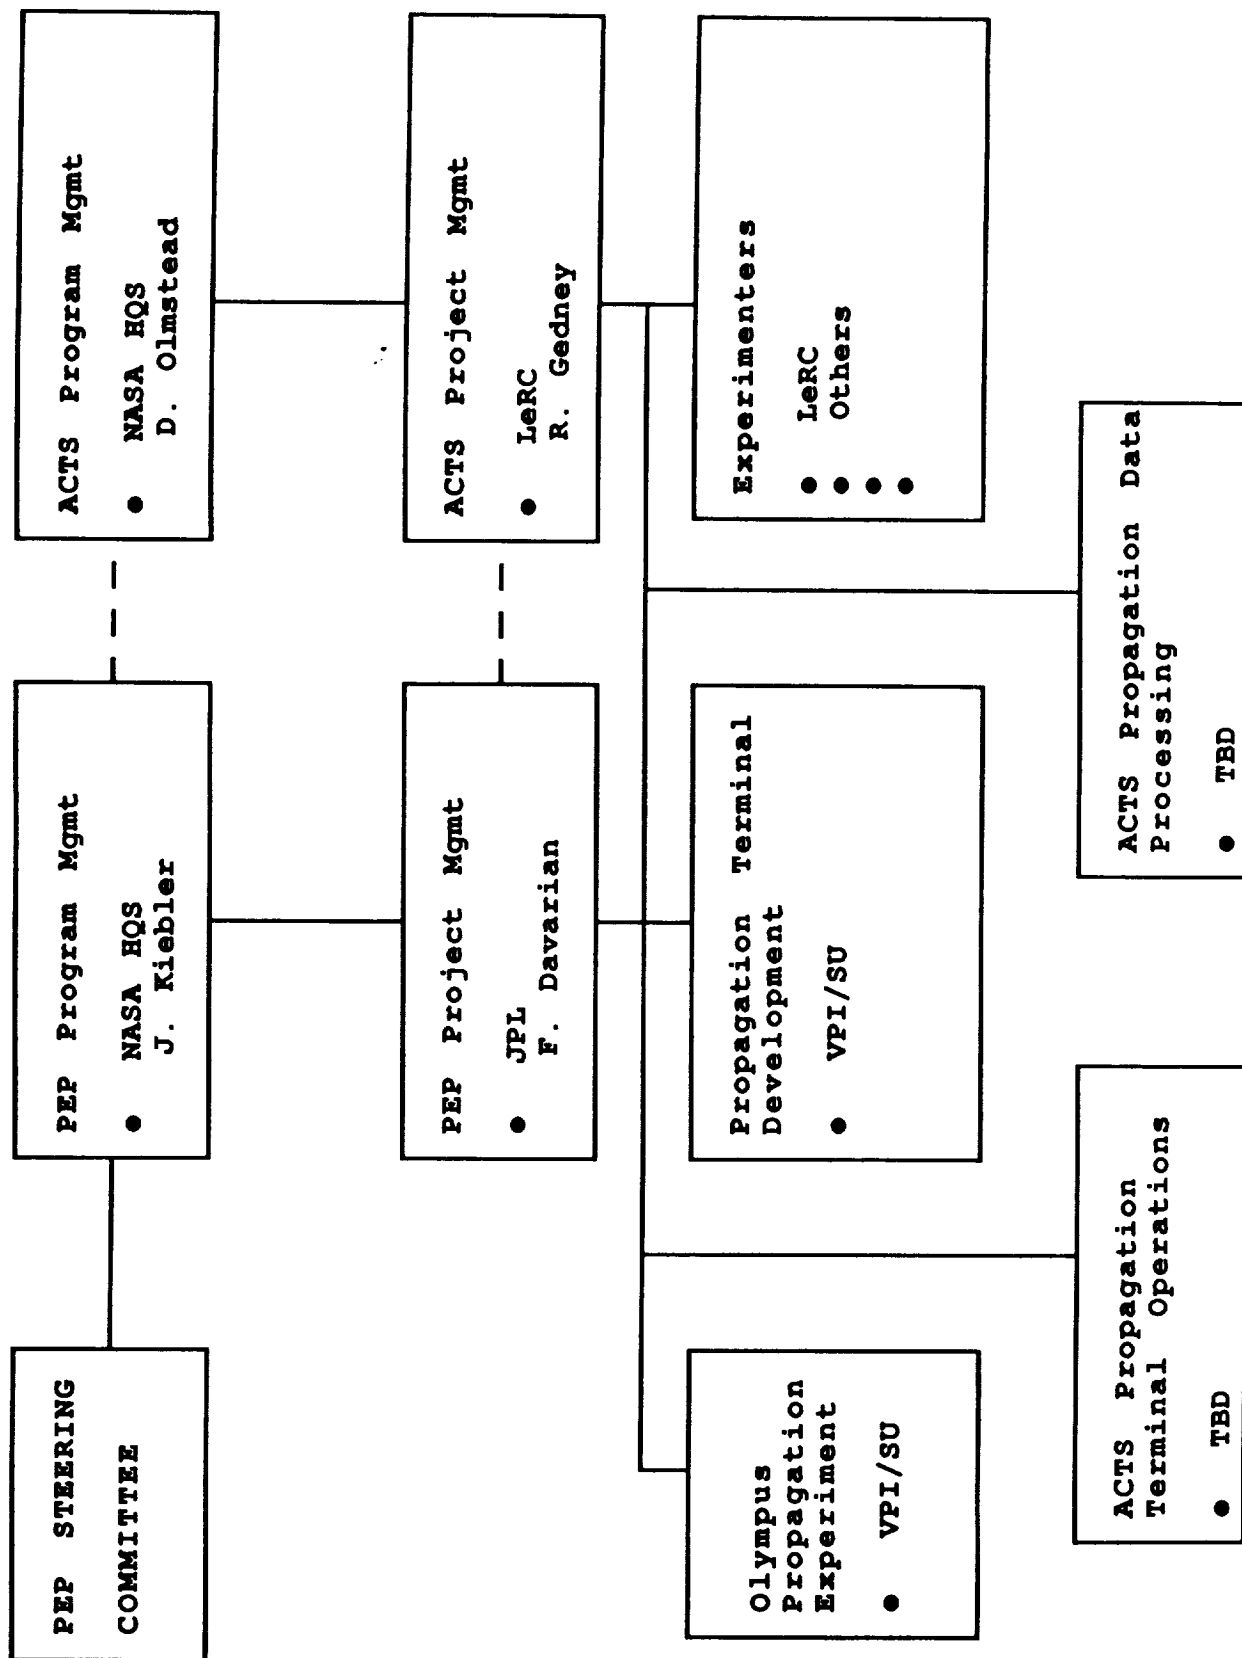 PEP STEERING
COMMITTEE
PEP Program Mgmt
● NASA HQS
J. Kiebler
ACTS Program Mgmt
● NASA HQS
D. Olmstead
PEP Project Mgmt
● JPL
F. Davarian
ACTS Project Mgmt
● LeRC
R. Gedney
Olympus
Propagation
Experiment
● VPI/SU
Propagation Terminal
Development
● VPI/SU
Experimenters
● LeRC
● Others
●
●
ACTS Propagation
Terminal Operations
● TBD
ACTS Propagation Data
Processing
● TBD